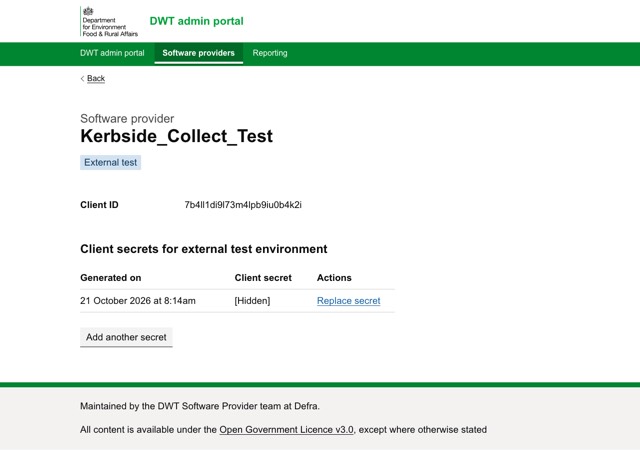 Department
for Environment
Food & Rural Affairs
DWT admin portal
DWT admin portal
Software providers
Reporting
Back
Software provider
Kerbside_Collect_Test
External test
Client ID 7b4ll1di9l73m4lpb9iu0b4k2i
Client secrets for external test environment
Generated on Client secret Actions
21 October 2026 at 8:14am [Hidden] Replace secret
Add another secret
Maintained by the DWT Software Provider team at Defra.
All content is available under the Open Government Licence v3.0, except where otherwise stated